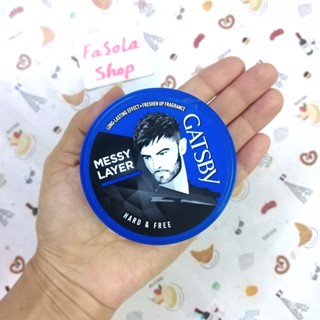 FaSoLa
Shop
LONG-LASTING EFFECT • FRESHEN UP FRAGRANCE
GATSBY
MESSY
LAYER
HARD & FREE